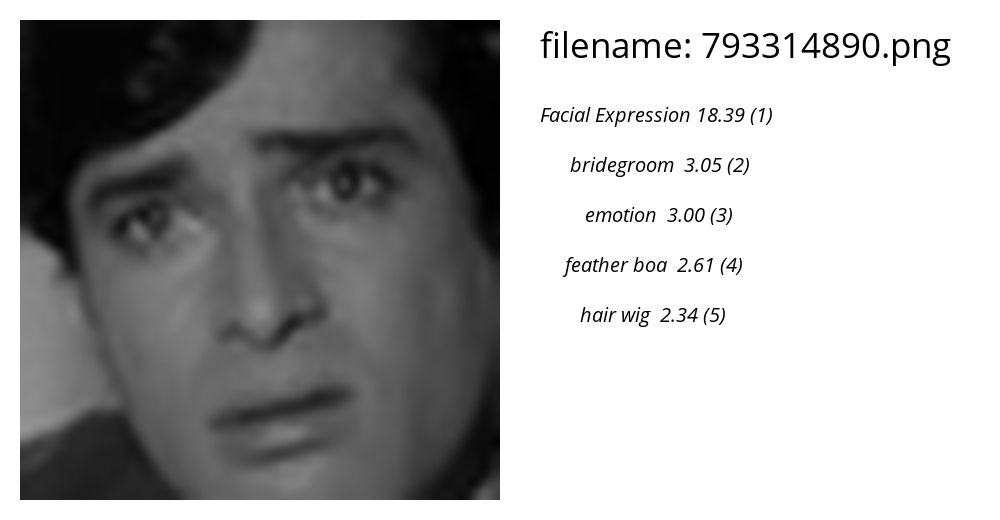 filename: 793314890.png
Facial Expression 18.39 (1)
bridegroom 3.05 (2)
emotion 3.00 (3)
feather boa 2.61 (4)
hair wig 2.34 (5)